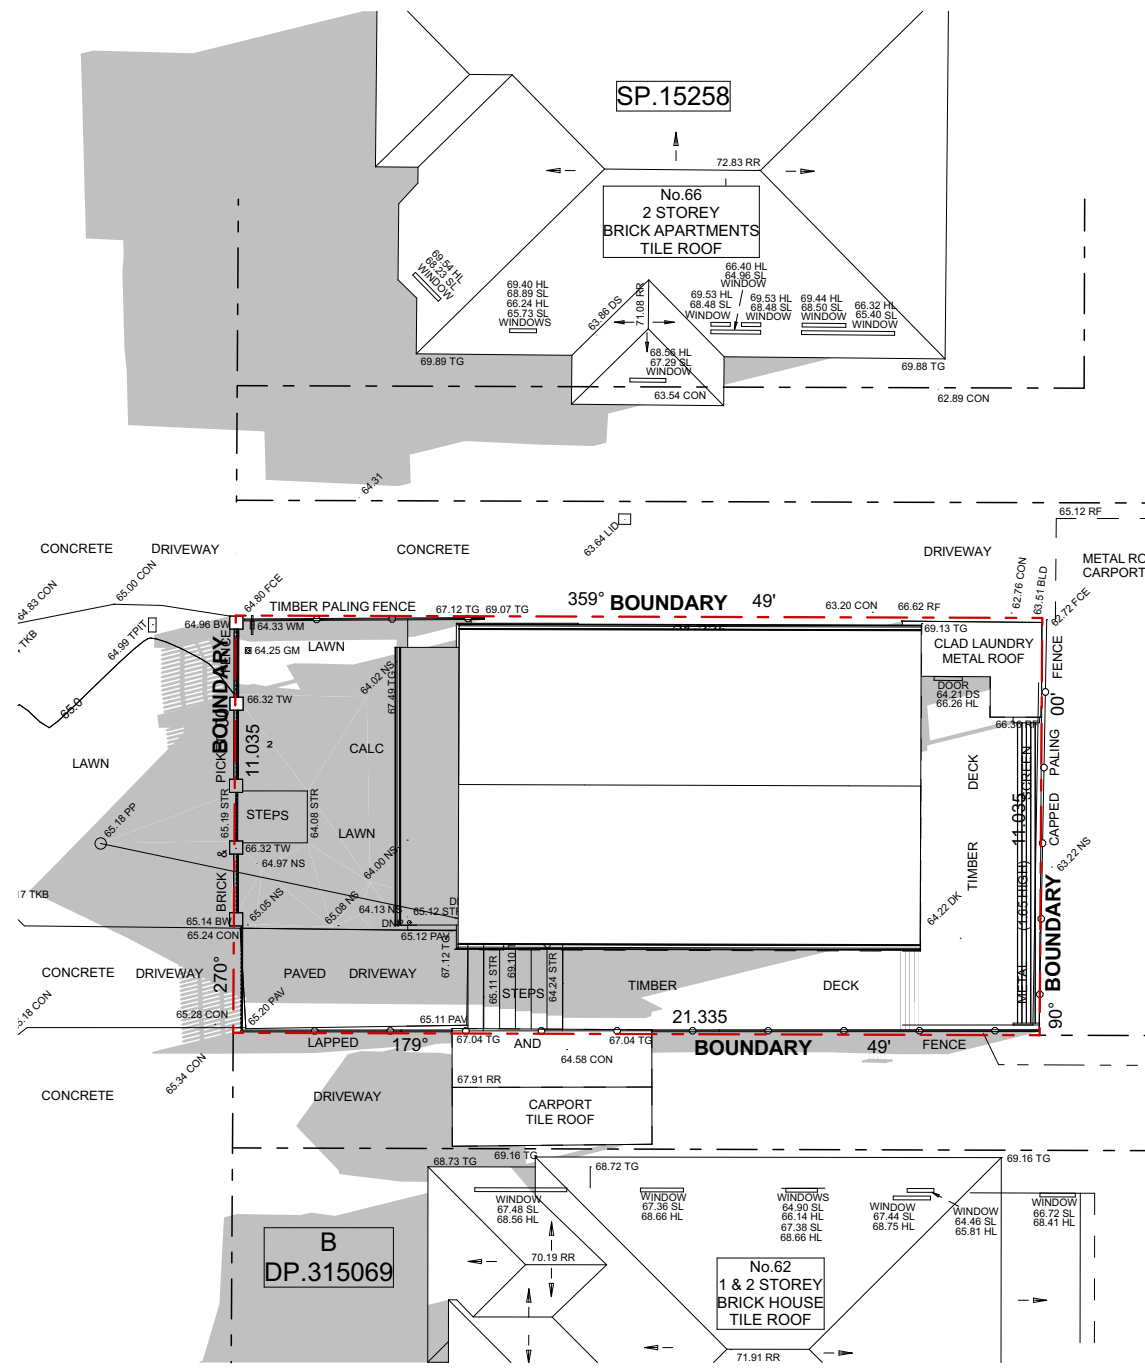 SP.15258
72.83 RR
No.66
2 STOREY
BRICK APARTMENTS
TILE ROOF
69.54 HL
68.23 SL
WINDOW
69.40 HL
68.89 SL
66.24 HL
65.73 SL
WINDOWS
63.86 DS
71.08 RR
66.40 HL
64.96 SL
WINDOW
69.53 HL
68.48 SL
WINDOW
69.53 HL
68.48 SL
WINDOW
69.44 HL
68.50 SL
WINDOW
66.32 HL
65.40 SL
WINDOW
68.56 HL
67.29 SL
WINDOW
69.89 TG
69.88 TG
63.54 CON
62.89 CON
64.31
65.12 RF
63.64 LID
CONCRETE DRIVEWAY
CONCRETE
DRIVEWAY
METAL RO
CARPORT
64.83 CON
65.00 CON
64.80 FCE
62.76 CON
63.51 BLD
62.72 FCE
TIMBER PALING FENCE
67.12 TG
69.07 TG
359° BOUNDARY 49'
63.20 CON
66.62 RF
TKB
64.99 TPIT
64.96 BW
64.33 WM
LAWN
64.25 GM
69.13 TG
CLAD LAUNDRY
METAL ROOF
FENCE
64.02 NS
67.49 TG
DOOR
64.21 DS
66.26 HL
65.0
BOUNDARY
FENCE
66.32 TW
66.36 RF
00'
11.035
2
CALC
LAWN
PICKET
SCREEN
PALING
DECK
65.18 PP
65.19 STR
STEPS
64.08 STR
LAWN
11.035
CAPPED
66.32 TW
64.97 NS
64.00 NS
&
TIMBER
63.22 NS
17 TKB
BRICK
65.05 NS
65.08 NS
64.13 NS
65.12 STR
64.22 DK
(1.65 HIGH)
65.14 BW
65.24 CON
65.12 PAV
BOUNDARY
CONCRETE DRIVEWAY
270°
PAVED DRIVEWAY
67.12 TG
65.11 STR
69.10
STEPS
64.24 STR
TIMBER
DECK
METAL
65.28 CON
65.20 PAV
65.11 PAV
21.335
90°
65.34 CON
LAPPED
179°
67.04 TG
AND
67.04 TG
BOUNDARY
49'
FENCE
64.58 CON
67.91 RR
CONCRETE
DRIVEWAY
CARPORT
TILE ROOF
69.16 TG
68.73 TG
68.72 TG
69.16 TG
WINDOW
67.48 SL
68.56 HL
WINDOW
67.36 SL
68.66 HL
WINDOWS
64.90 SL
66.14 HL
67.38 SL
68.66 HL
WINDOW
67.44 SL
68.75 HL
WINDOW
64.46 SL
65.81 HL
WINDOW
66.72 SL
68.41 HL
B
DP.315069
70.19 RR
No.62
1 & 2 STOREY
BRICK HOUSE
TILE ROOF
71.91 RR